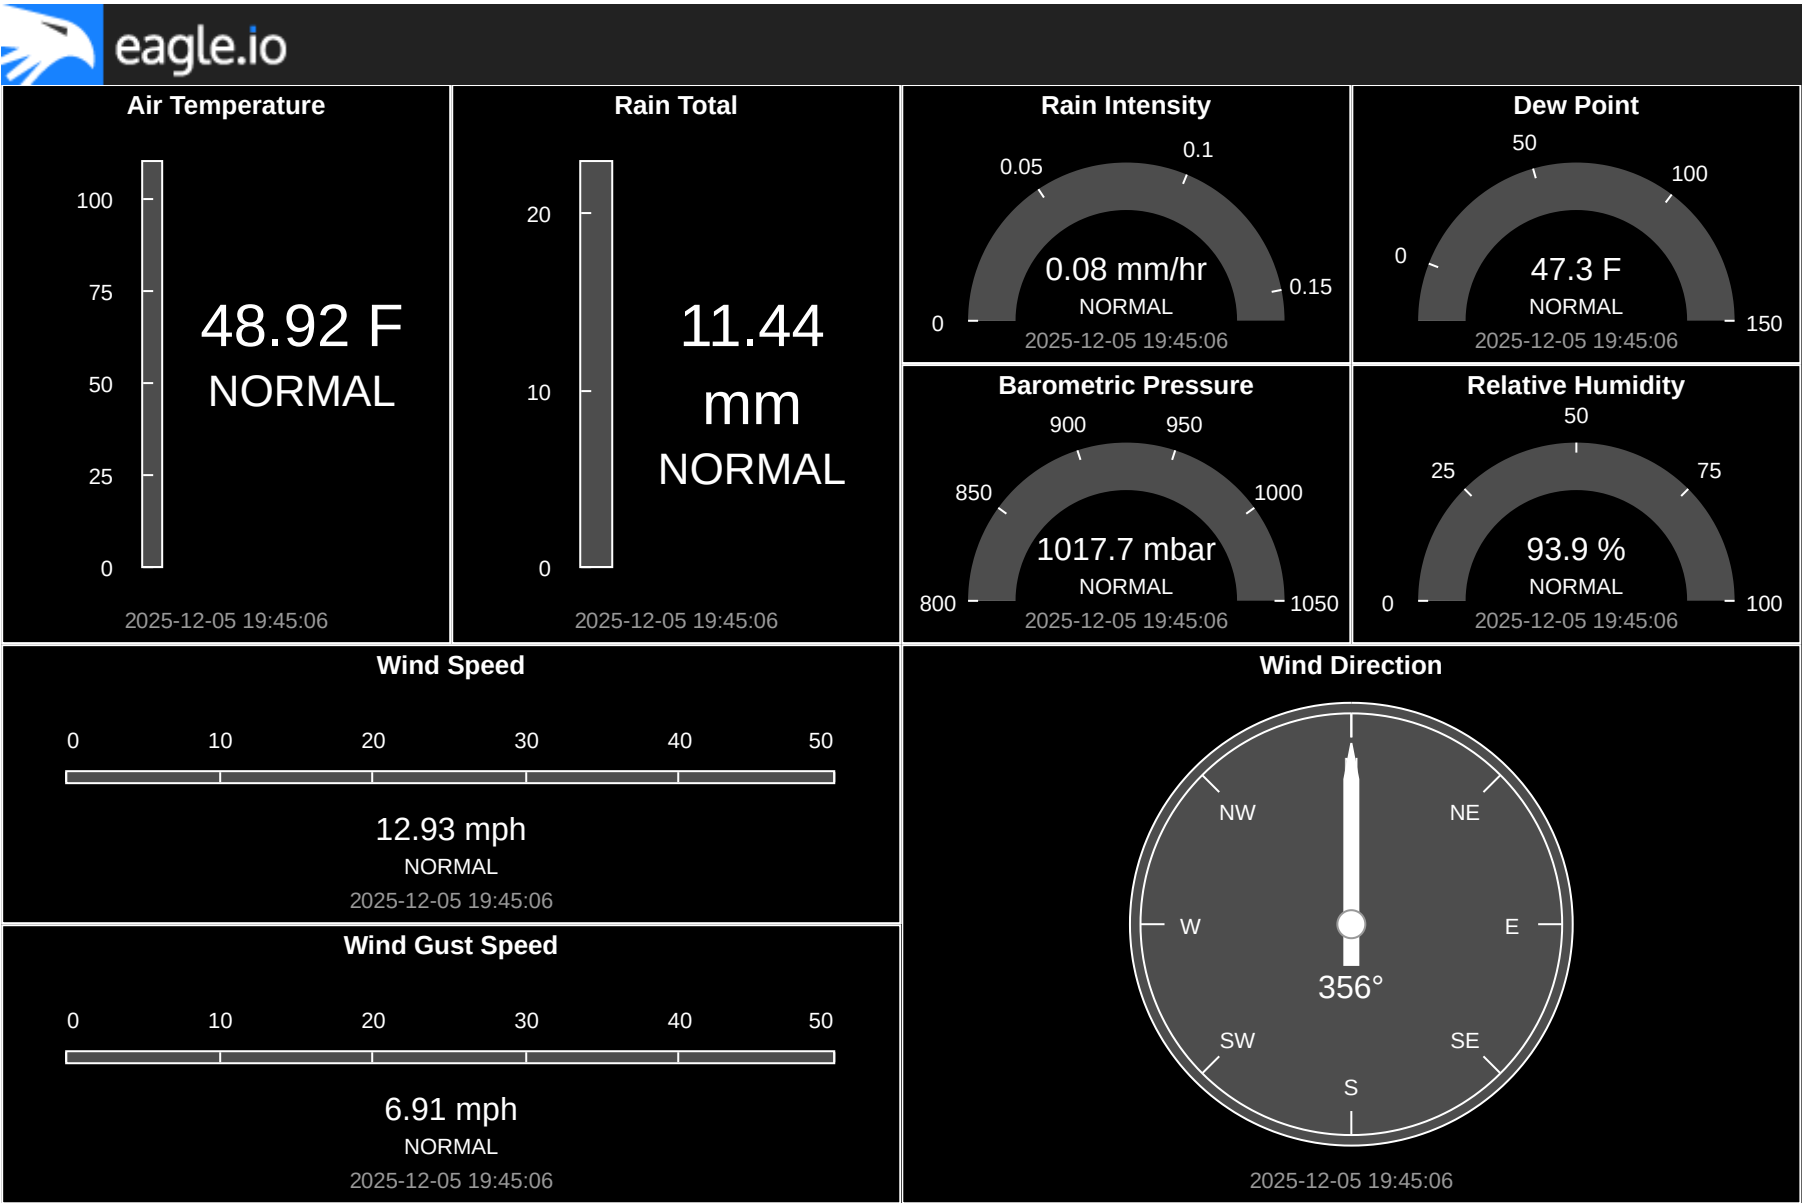 eagle.io
Air Temperature
100
75
50
25
0
48.92 F
NORMAL
2025-12-05 19:45:06
Rain Total
20
10
0
11.44
mm
NORMAL
2025-12-05 19:45:06
Rain Intensity
0
0.05
0.1
0.15
0.08 mm/hr
NORMAL
2025-12-05 19:45:06
Dew Point
0
50
100
150
47.3 F
NORMAL
2025-12-05 19:45:06
Barometric Pressure
800
850
900
950
1000
1050
1017.7 mbar
NORMAL
2025-12-05 19:45:06
Relative Humidity
0
25
50
75
100
93.9 %
NORMAL
2025-12-05 19:45:06
Wind Speed
0 10 20 30 40 50
12.93 mph
NORMAL
2025-12-05 19:45:06
Wind Gust Speed
0 10 20 30 40 50
6.91 mph
NORMAL
2025-12-05 19:45:06
Wind Direction
NW NE
W E
356°
SW SE
S
2025-12-05 19:45:06